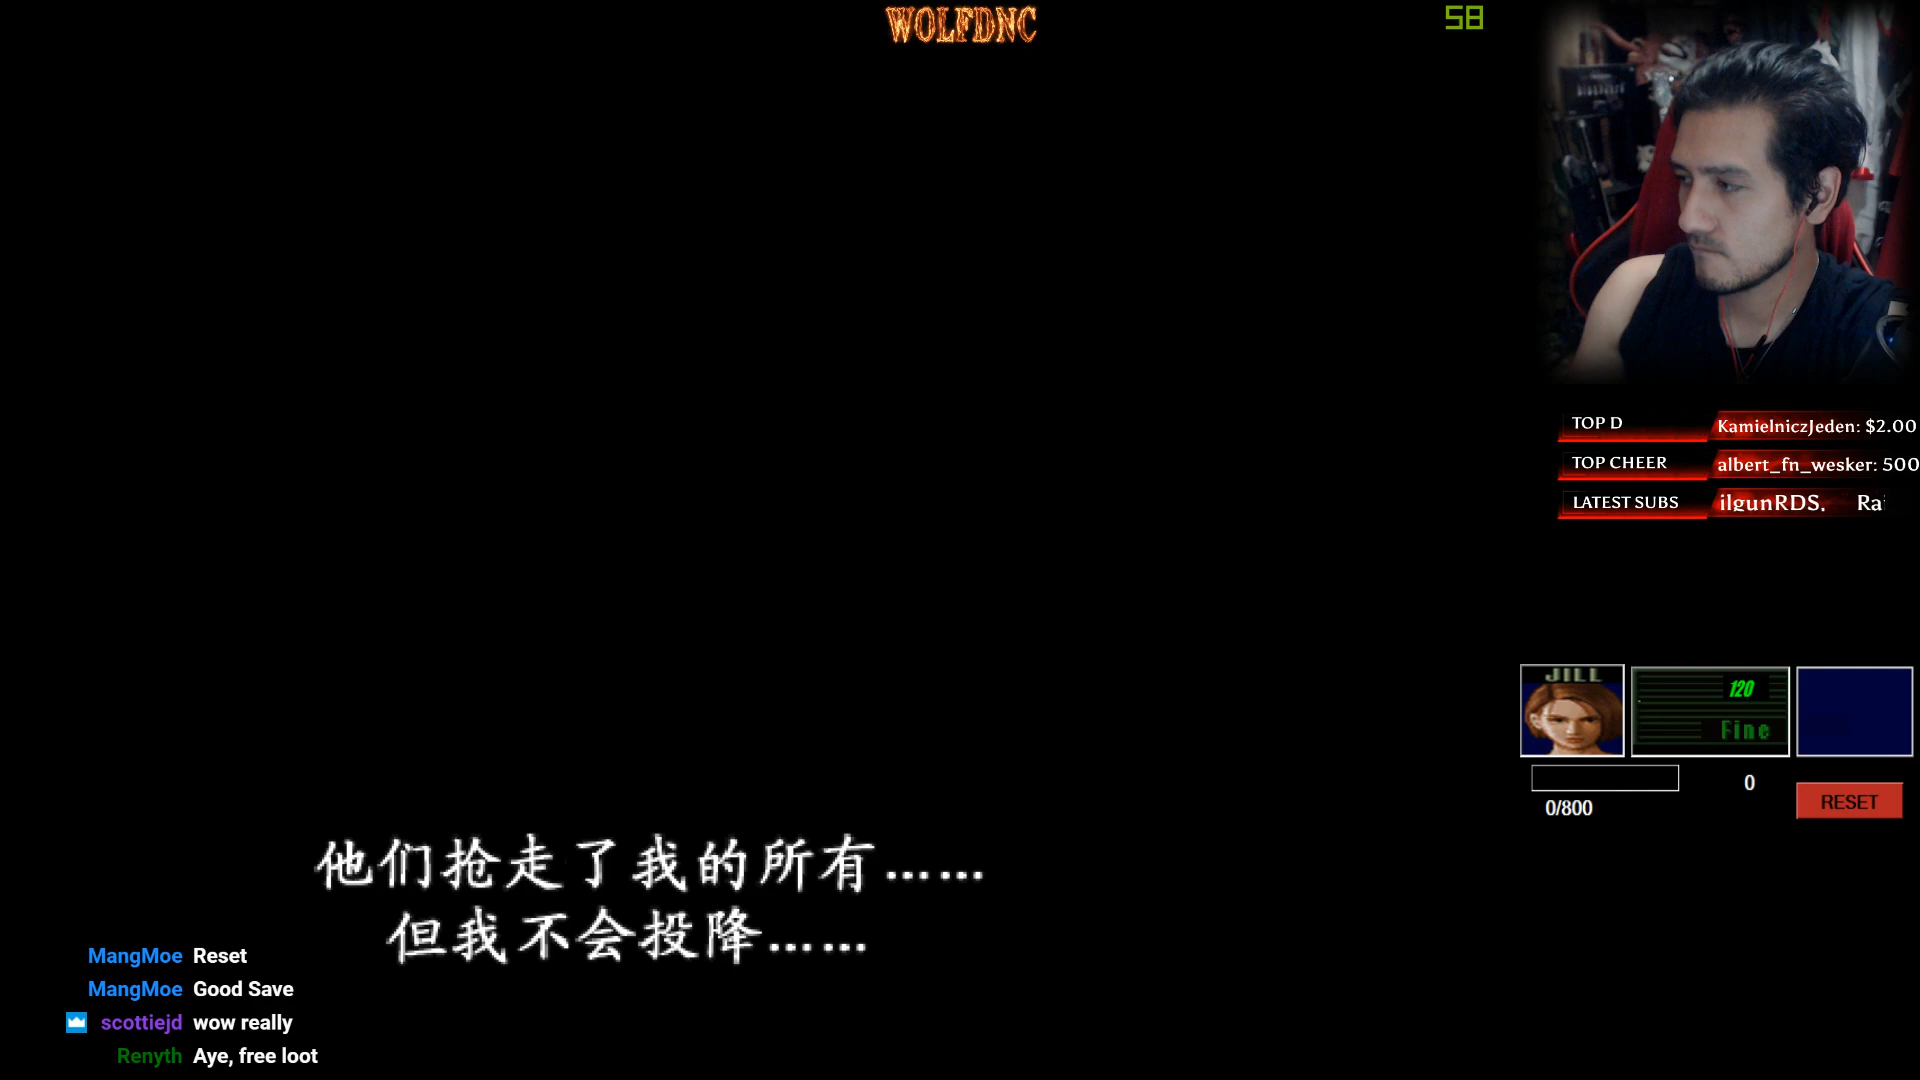 WOLFDNC
58
TOP D
KamielniczJeden: $2.00
TOP CHEER
albert_fn_wesker: 500
LATEST SUBS
ilgunRDS, Ra
JILL
120
Fine
0
0/800
RESET
他们抢走了我的所有……
但我不会投降……
MangMoe Reset
MangMoe Good Save
scottiejd wow really
Renyth Aye, free loot